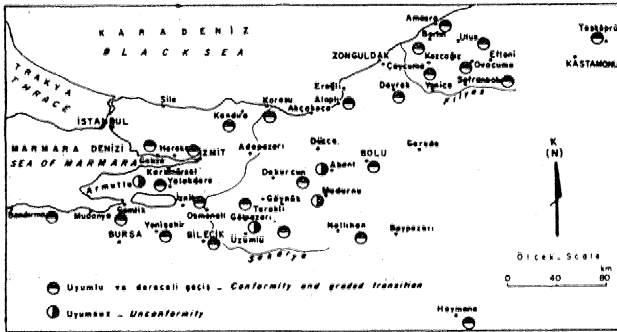 KARADENİZ
BLACK SEA
TRAKYA
THRACE
İSTANBUL
MARMARA DENİZİ
SEA OF MARMARA
Şile
Kandıra
Karasu
Akçakoca
Alaplı
Ereğli
ZONGULDAK
Amasra
Bartın
Ulus
Kozcağız
Eflani
Çaycuma
Ovacuma
Devrek
Yenice
Safranbolu
Filyos
Taşköprü
KASTAMONU
Hereke
Gebze
İZMİT
Adapazarı
Düzce
BOLU
Gerede
Karamürsel
Yalakdere
Armutlu
Abant
Dokurcun
Mudurnu
Göynük
Taraklı
İznik
Gemlik
Bandırma
Mudanya
Osmaneli
Gölpazarı
BURSA
Yenişehir
BİLECİK
Üzümlü
Nallıhan
Beypazarı
Sakarya
Haymana
K
(N)
Ölçek - Scale
0 40 80
km
Uyumlu ve dereceli geçiş - Conformity and graded transition
Uyumsuz - Unconformity